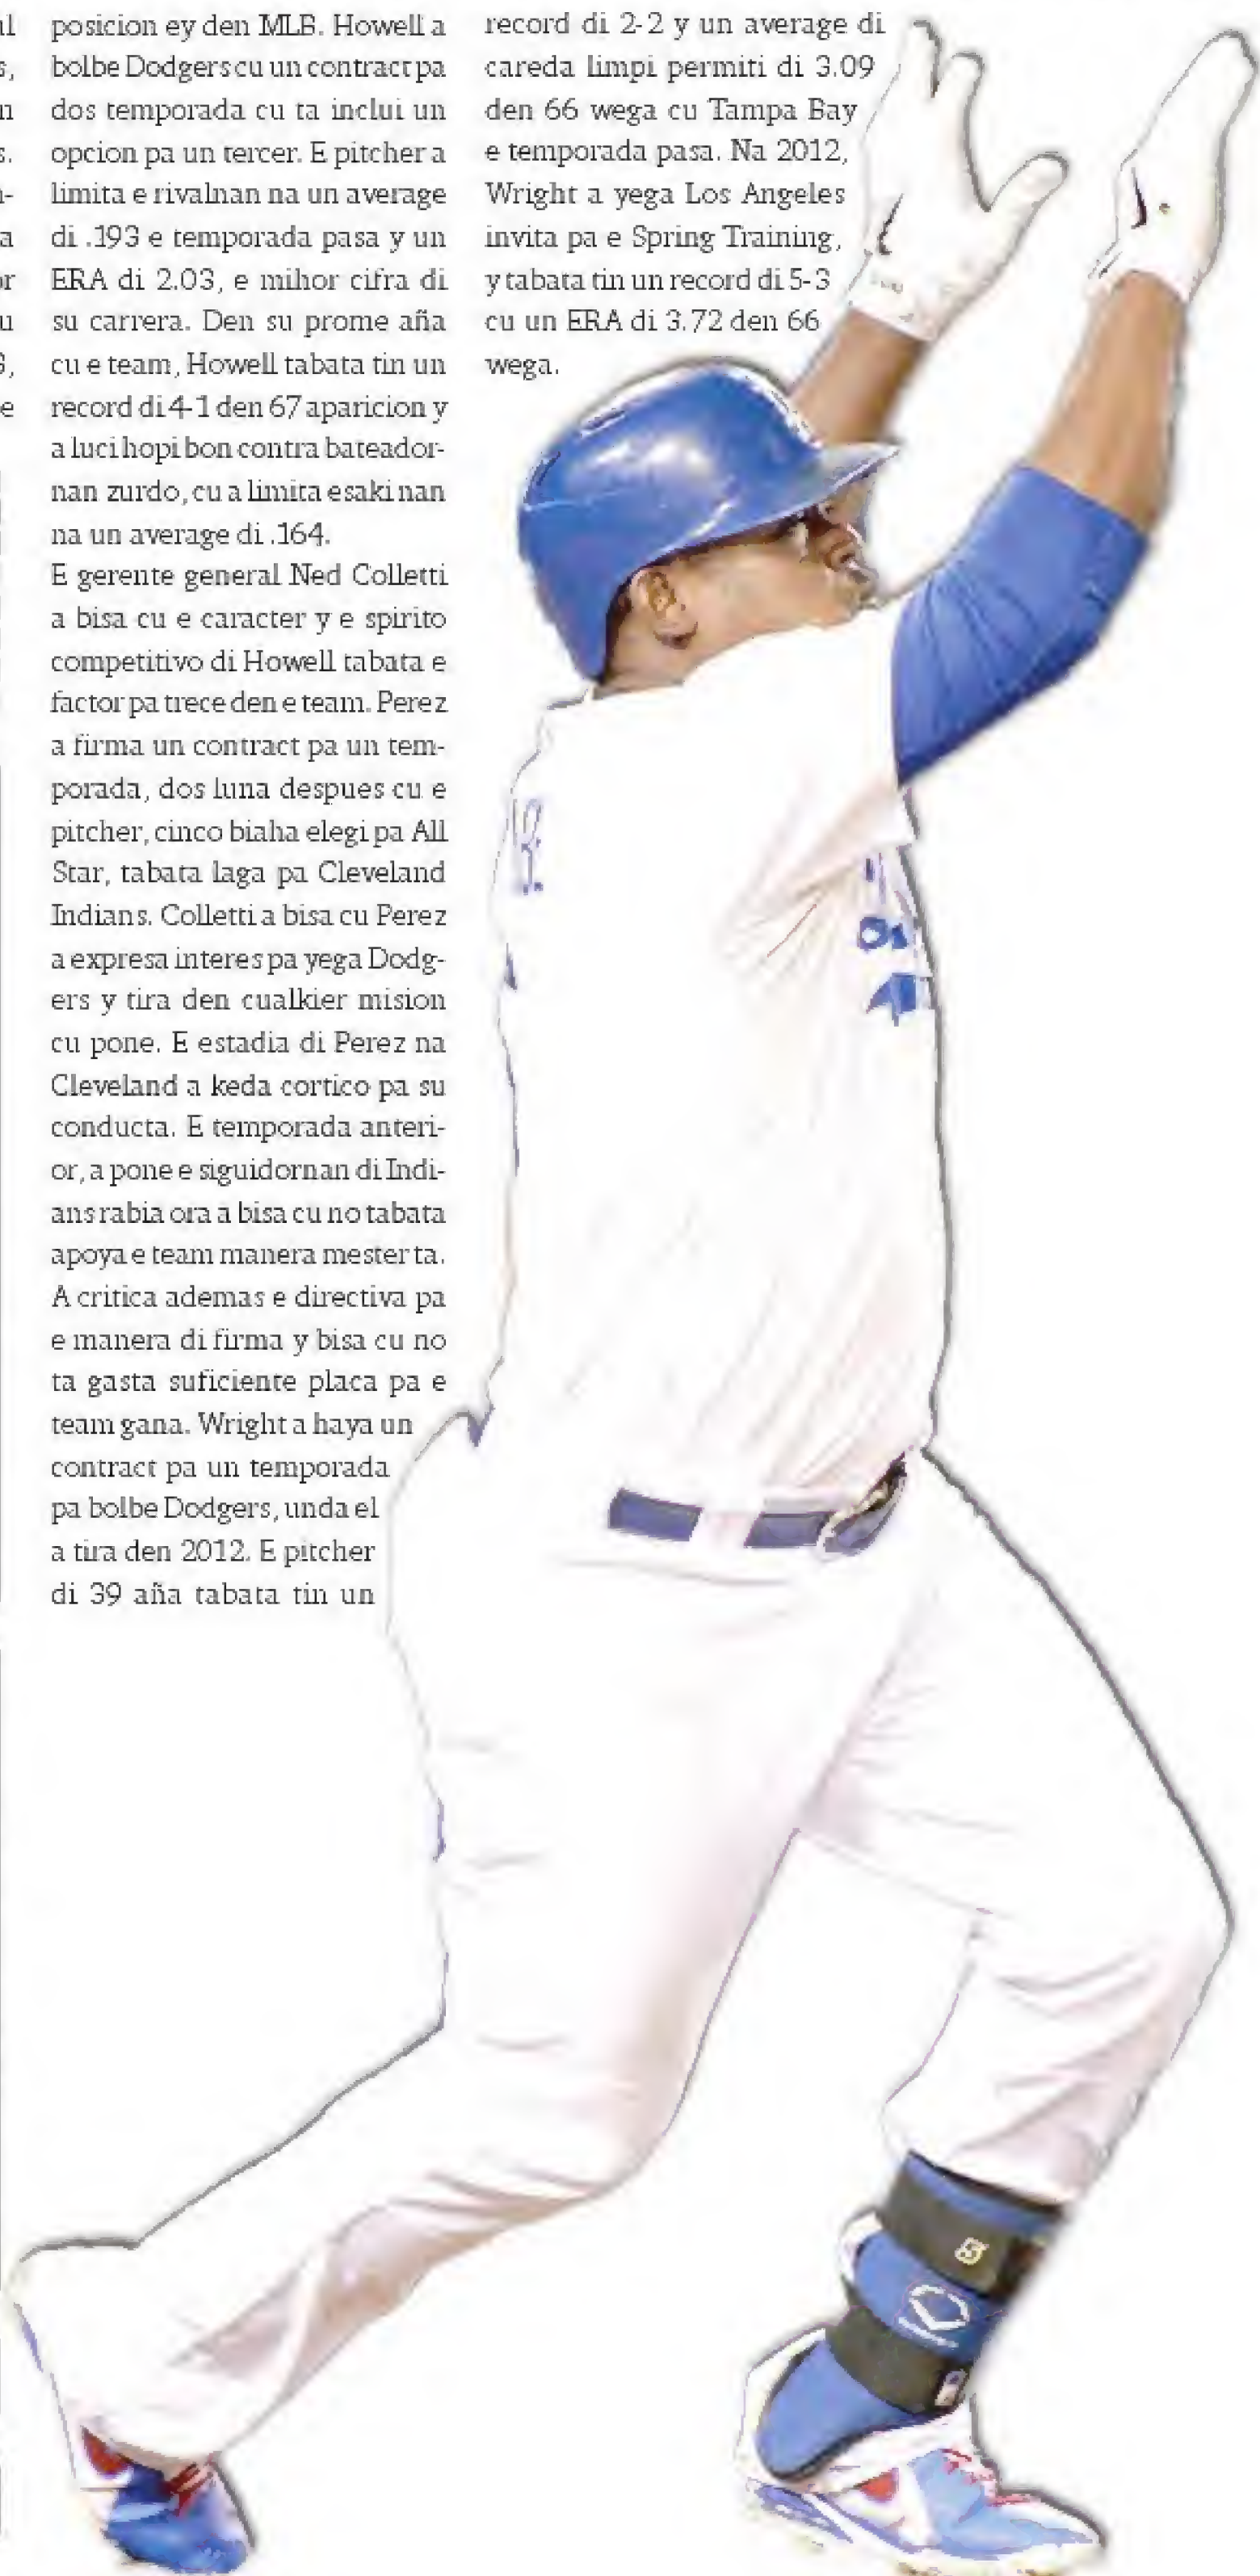 al
s,
n
s.
-
a
or
u
,
e
posicion ey den MLB. Howell a
bolbe Dodgers cu un contract pa
dos temporada cu ta inclui un
opcion pa un tercer. E pitcher a
limita e rivalnan na un average
di .193 e temporada pasa y un
ERA di 2.03, e mihor cifra di
su carrera. Den su prome aña
cu e team, Howell tabata tin un
record di 4-1 den 67 aparicion y
a luci hopi bon contra bateador-
nan zurdo, cu a limita esaki nan
na un average di .164.
E gerente general Ned Colletti
a bisa cu e caracter y e spirito
competitivo di Howell tabata e
factor pa trece den e team. Perez
a firma un contract pa un tem-
porada, dos luna despues cu e
pitcher, cinco biaha elegi pa All
Star, tabata laga pa Cleveland
Indians. Colletti a bisa cu Perez
a expresa interes pa yega Dodg-
ers y tira den cualkier mision
cu pone. E estadia di Perez na
Cleveland a keda cortico pa su
conducta. E temporada anteri-
or, a pone e siguidornan di Indi-
ans rabia ora a bisa cu no tabata
apoya e team manera mester ta.
A critica ademas e directiva pa
e manera di firma y bisa cu no
ta gasta suficiente placa pa e
team gana. Wright a haya un
contract pa un temporada
pa bolbe Dodgers, unda el
a tira den 2012. E pitcher
di 39 aña tabata tin un
record di 2-2 y un average di
careda limpi permiti di 3.09
den 66 wega cu Tampa Bay
e temporada pasa. Na 2012,
Wright a yega Los Angeles
invita pa e Spring Training,
y tabata tin un record di 5-3
cu un ERA di 3.72 den 66
wega.